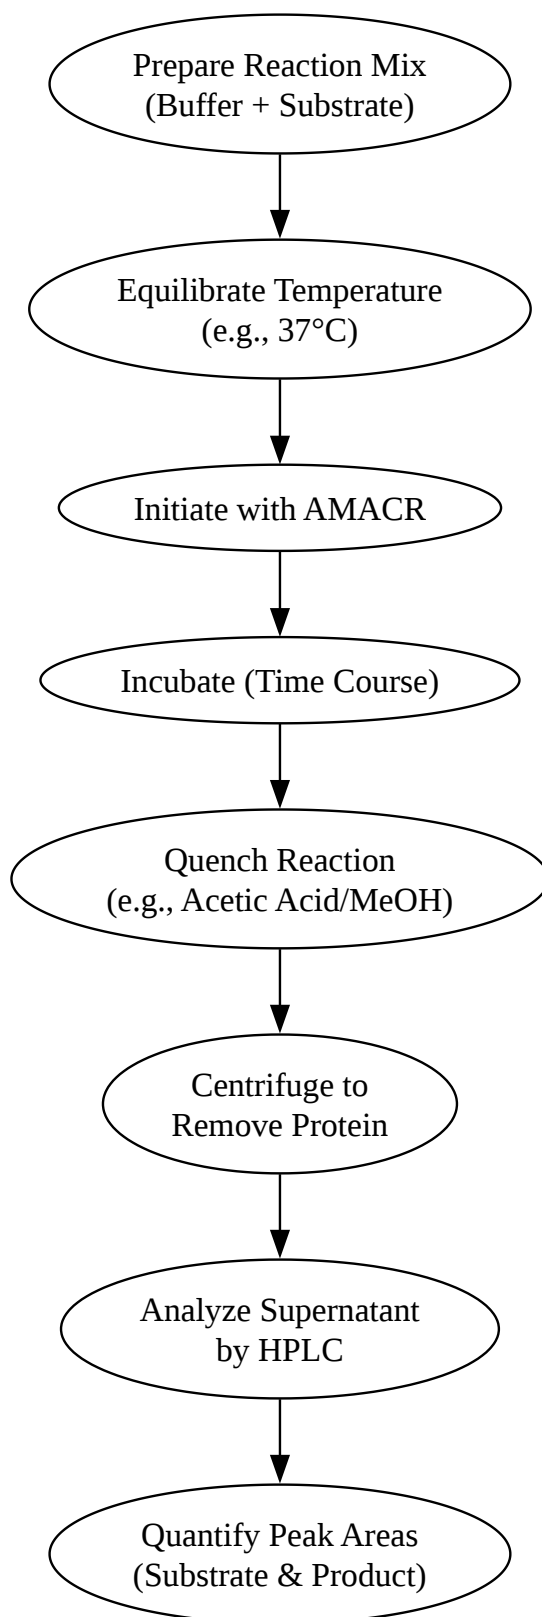 Prepare Reaction Mix
(Buffer + Substrate)
Equilibrate Temperature
(e.g., 37°C)
Initiate with AMACR
Incubate (Time Course)
Quench Reaction
(e.g., Acetic Acid/MeOH)
Centrifuge to
Remove Protein
Analyze Supernatant
by HPLC
Quantify Peak Areas
(Substrate & Product)